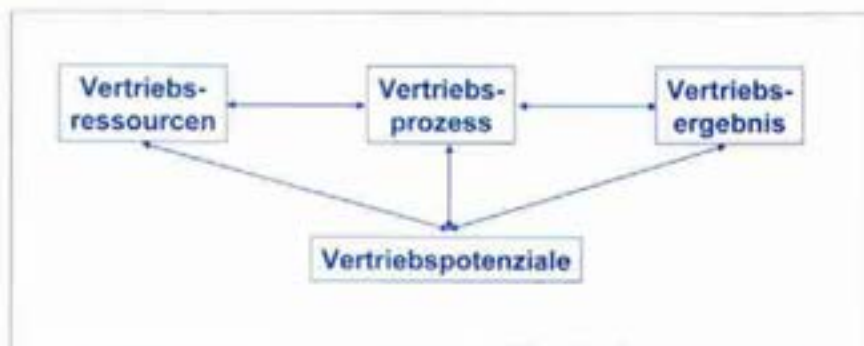 Vertriebs-
ressourcen
Vertriebs-
prozess
Vertriebs-
ergebnis
Vertriebspotenziale